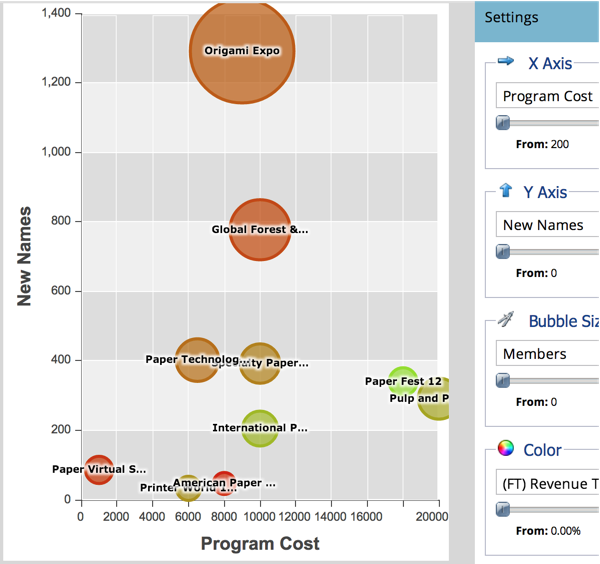 1,400
1,200
1,000
800
600
400
200
0
New Names
Origami Expo
Global Forest &...
Paper Technolog...
Specialty Paper...
Paper Fest 12
Pulp and P
International P...
Paper Virtual S...
Printer World 1...
American Paper ...
0 2000 4000 6000 8000 10000 12000 14000 16000 20000
Program Cost
Settings
X Axis
Program Cost
From: 200
Y Axis
New Names
From: 0
Bubble Siz
Members
From: 0
Color
(FT) Revenue T
From: 0.00%